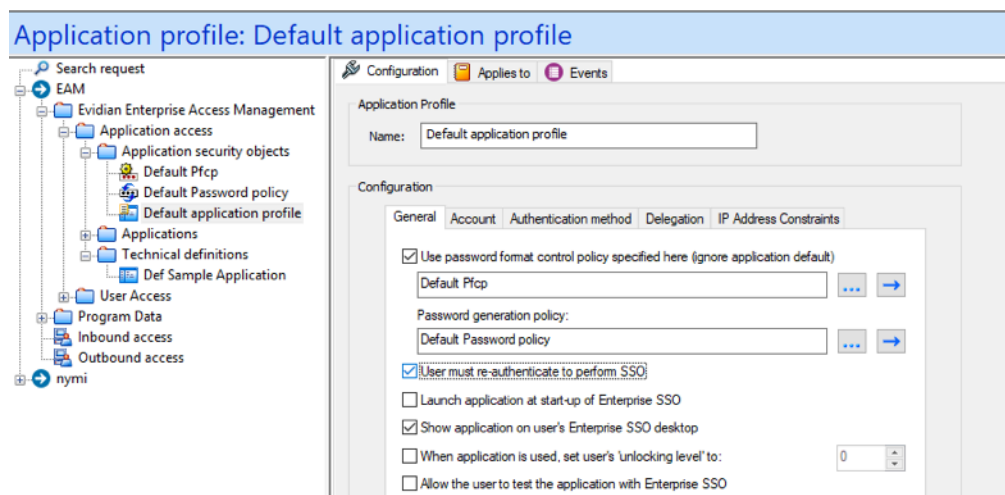 Application profile: Default application profile
Search request
EAM
Evidian Enterprise Access Management
Application access
Application security objects
Default Pfcp
Default Password policy
Default application profile
Applications
Technical definitions
Def Sample Application
User Access
Program Data
Inbound access
Outbound access
nymi
Configuration Applies to Events
Application Profile
Name: Default application profile
Configuration
General Account Authentication method Delegation IP Address Constraints
Use password format control policy specified here (ignore application default)
Default Pfcp ...
Password generation policy:
Default Password policy ...
User must re-authenticate to perform SSO
Launch application at start-up of Enterprise SSO
Show application on user's Enterprise SSO desktop
When application is used, set user's 'unlocking level' to: 0
Allow the user to test the application with Enterprise SSO